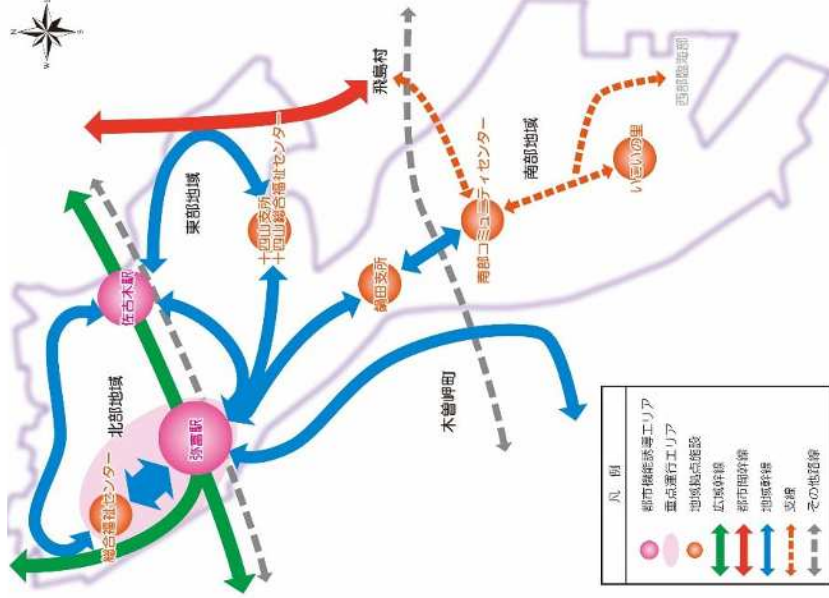 N
E
S
W
北部地域
総合福祉センター
弥富駅
佐古木駅
東部地域
十四山支所
十四山総合福祉センター
飛島村
鍋田支所
南部コミュニティセンター
南部地域
いこいの里
西部臨海部
木曽岬町
凡 例
都市機能誘導エリア
重点運行エリア
地域拠点施設
広域幹線
都市間幹線
地域幹線
支線
その他路線